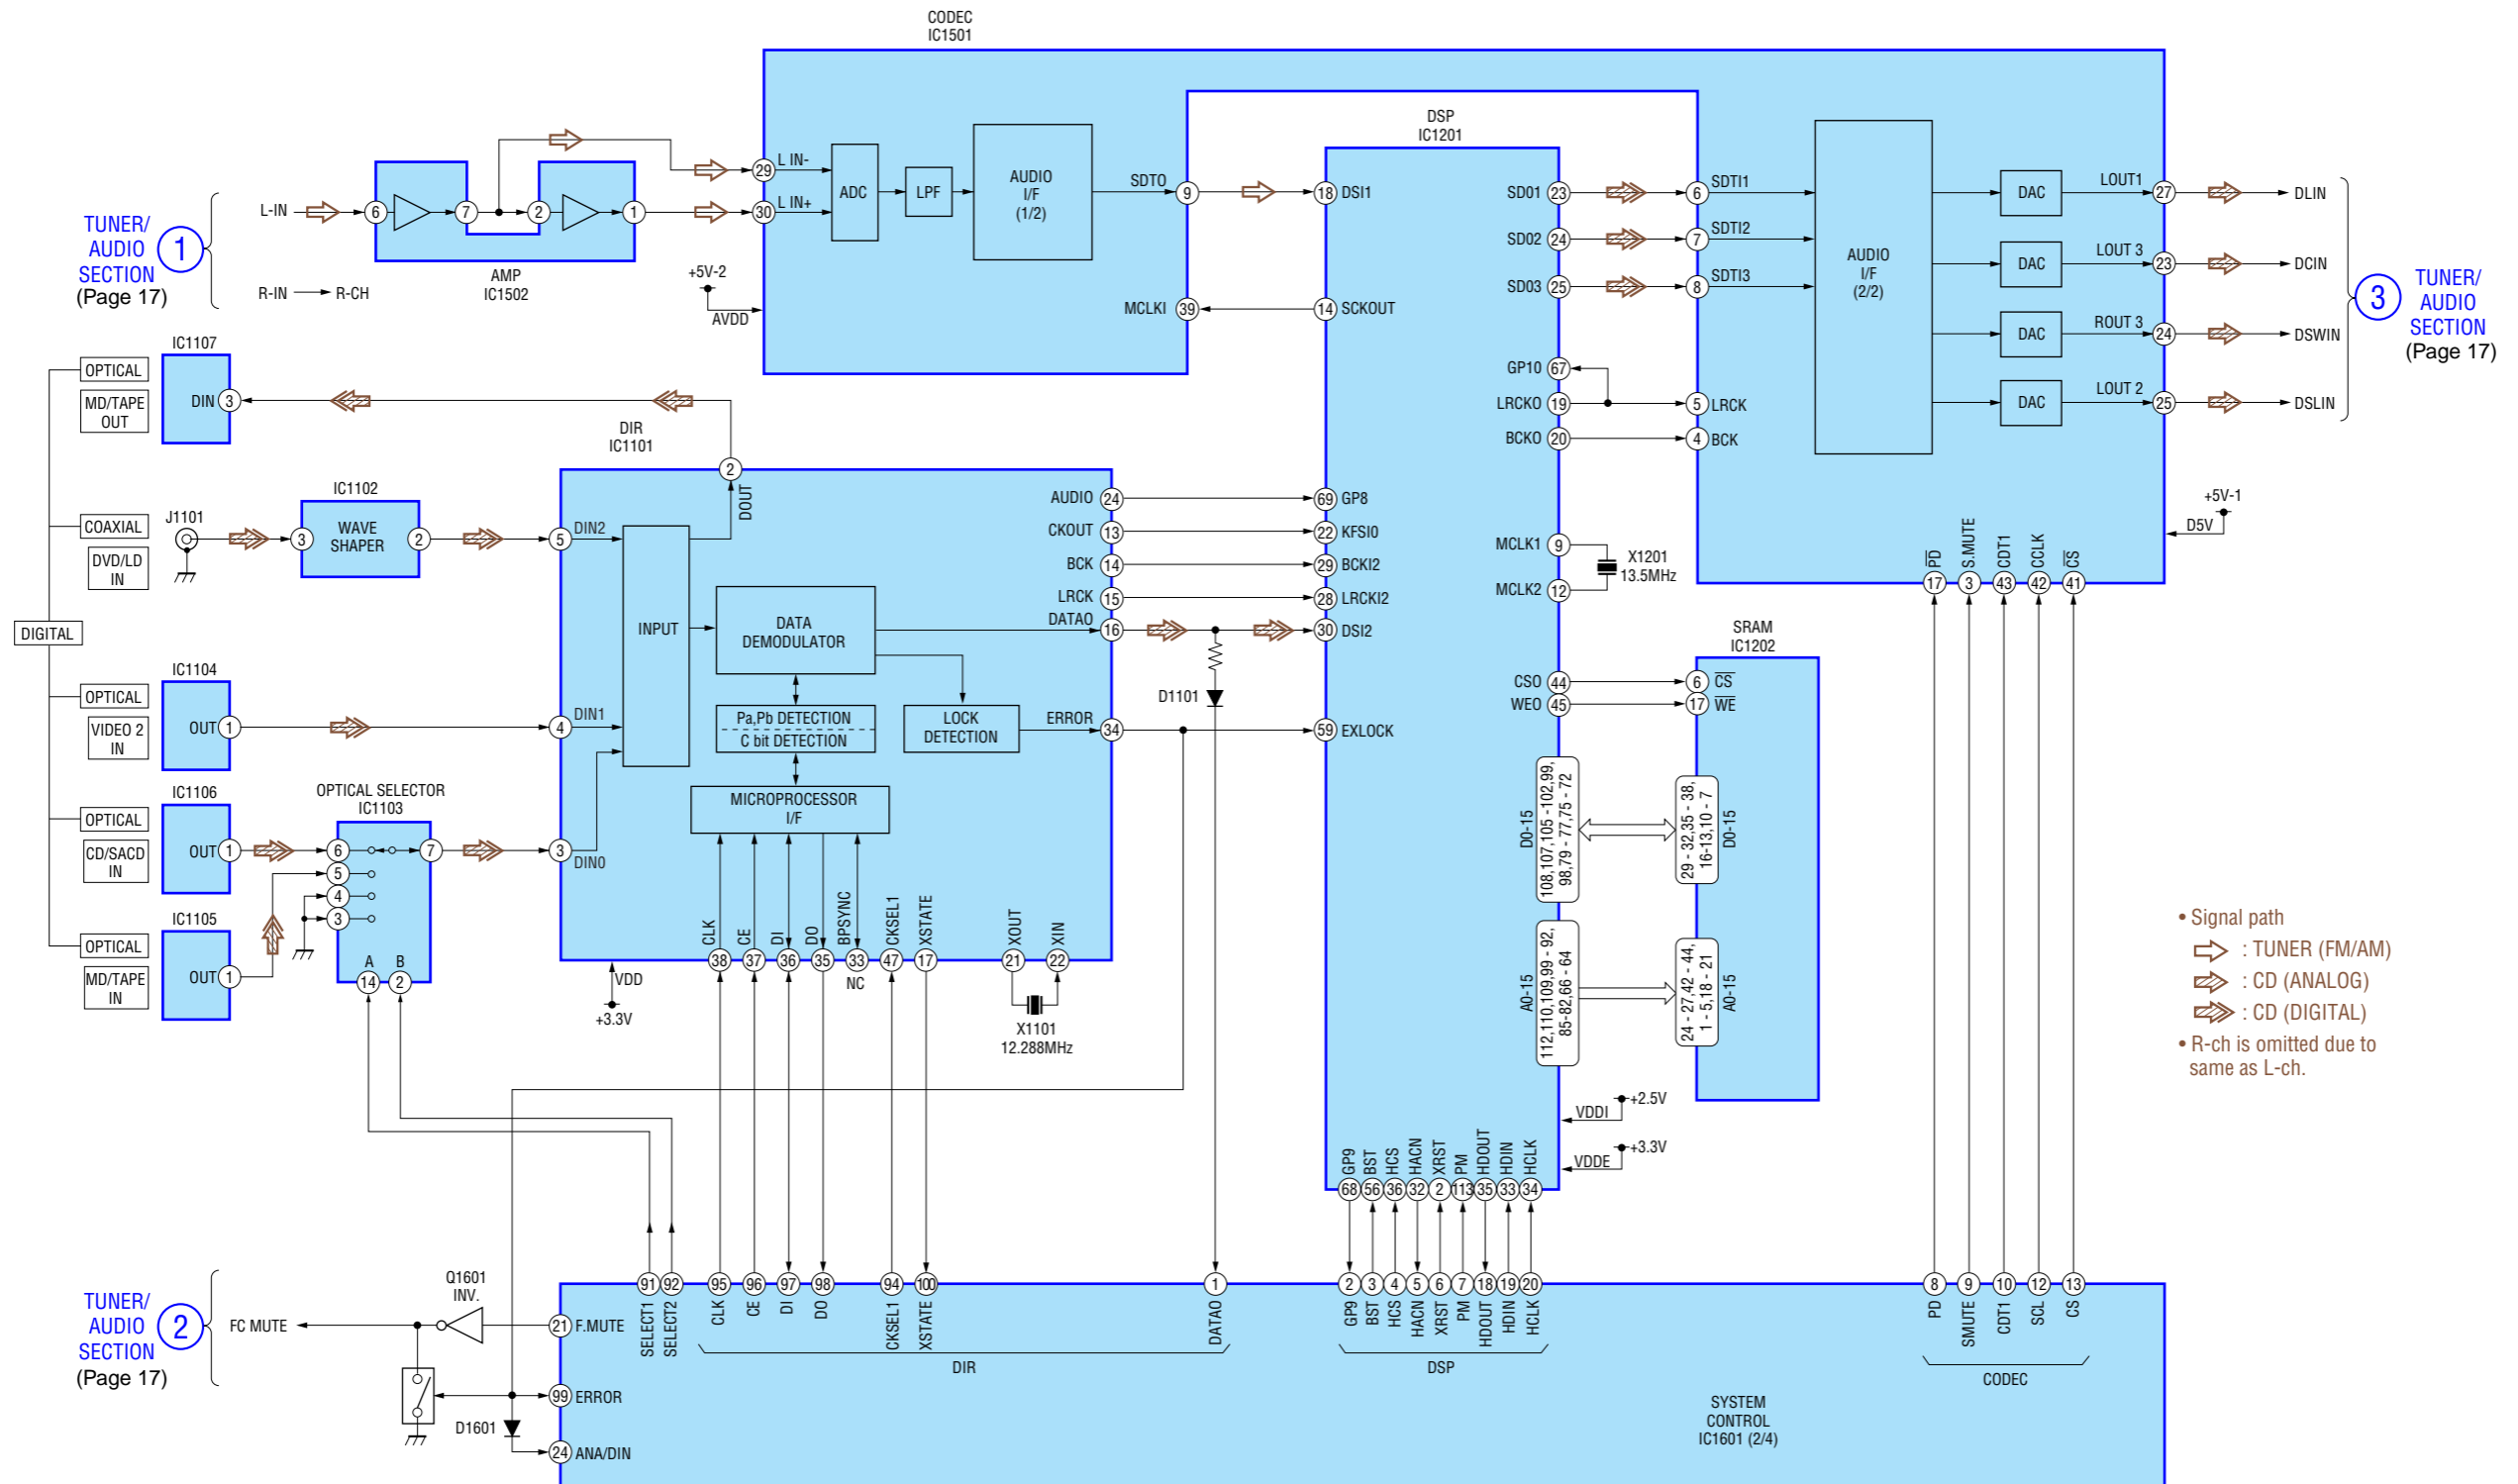 CODEC
IC1501
TUNER/
AUDIO
SECTION
(Page 17)
1
L-IN
R-IN
R-CH
6
7
2
1
AMP
IC1502
29
L IN-
30
L IN+
ADC
LPF
AUDIO
I/F
(1/2)
SDTO
9
MCLKI
39
+5V-2
AVDD
DSP
IC1201
18
DSI1
14
SCKOUT
SD01
23
SD02
24
SD03
25
GP10
67
LRCKO
19
BCKO
20
6
SDTI1
7
SDTI2
8
SDTI3
5
LRCK
4
BCK
AUDIO
I/F
(2/2)
DAC
LOUT1
27
DLIN
DAC
LOUT 3
23
DCIN
DAC
ROUT 3
24
DSWIN
DAC
LOUT 2
25
DSLIN
3
TUNER/
AUDIO
SECTION
(Page 17)
+5V-1
D5V
PD
S.MUTE
CDT1
CCLK
CS
17
3
43
42
41
DIGITAL
OPTICAL
MD/TAPE
OUT
IC1107
DIN
3
COAXIAL
DVD/LD
IN
J1101
IC1102
3
WAVE
SHAPER
2
OPTICAL
VIDEO 2
IN
IC1104
OUT
1
OPTICAL
CD/SACD
IN
IC1106
OUT
1
OPTICAL
MD/TAPE
IN
IC1105
OUT
1
OPTICAL SELECTOR
IC1103
6
5
4
3
7
A
B
14
2
DIR
IC1101
2
DOUT
5
DIN2
4
DIN1
3
DIN0
INPUT
DATA
DEMODULATOR
Pa,Pb DETECTION
C bit DETECTION
LOCK
DETECTION
MICROPROCESSOR
I/F
AUDIO
24
CKOUT
13
BCK
14
LRCK
15
DATAO
16
ERROR
34
CLK
CE
DI
DO
BPSYNC
CKSEL1
XSTATE
XOUT
XIN
38
37
36
35
33
47
17
21
22
NC
VDD
+3.3V
X1101
12.288MHz
D1101
69
GP8
22
KFSI0
29
BCKI2
28
LRCKI2
30
DSI2
59
EXLOCK
MCLK1
9
MCLK2
12
X1201
13.5MHz
CSO
44
WEO
45
SRAM
IC1202
6
CS
17
WE
D0-15
108,107,105 -102,99,
98,79 - 77,75 - 72
29 - 32,35 - 38,
16-13,10 - 7
D0-15
A0-15
112,110,109,99 - 92,
85-82,66 - 64
24 - 27,42 - 44,
1 - 5,18 - 21
A0-15
VDDI
+2.5V
VDDE
+3.3V
GP9
BST
HCS
HACN
XRST
PM
HDOUT
HDIN
HCLK
68
56
36
32
2
113
35
33
34
• Signal path
: TUNER (FM/AM)
: CD (ANALOG)
: CD (DIGITAL)
• R-ch is omitted due to
same as L-ch.
TUNER/
AUDIO
SECTION
(Page 17)
2
FC MUTE
Q1601
INV.
D1601
21
F.MUTE
99
ERROR
24
ANA/DIN
91
92
95
96
97
98
94
100
1
SELECT1
SELECT2
CLK
CE
DI
DO
CKSEL1
XSTATE
DATAO
DIR
2
3
4
5
6
7
18
19
20
GP9
BST
HCS
HACN
XRST
PM
HDOUT
HDIN
HCLK
DSP
8
9
10
12
13
PD
SMUTE
CDT1
SCL
CS
CODEC
SYSTEM
CONTROL
IC1601 (2/4)